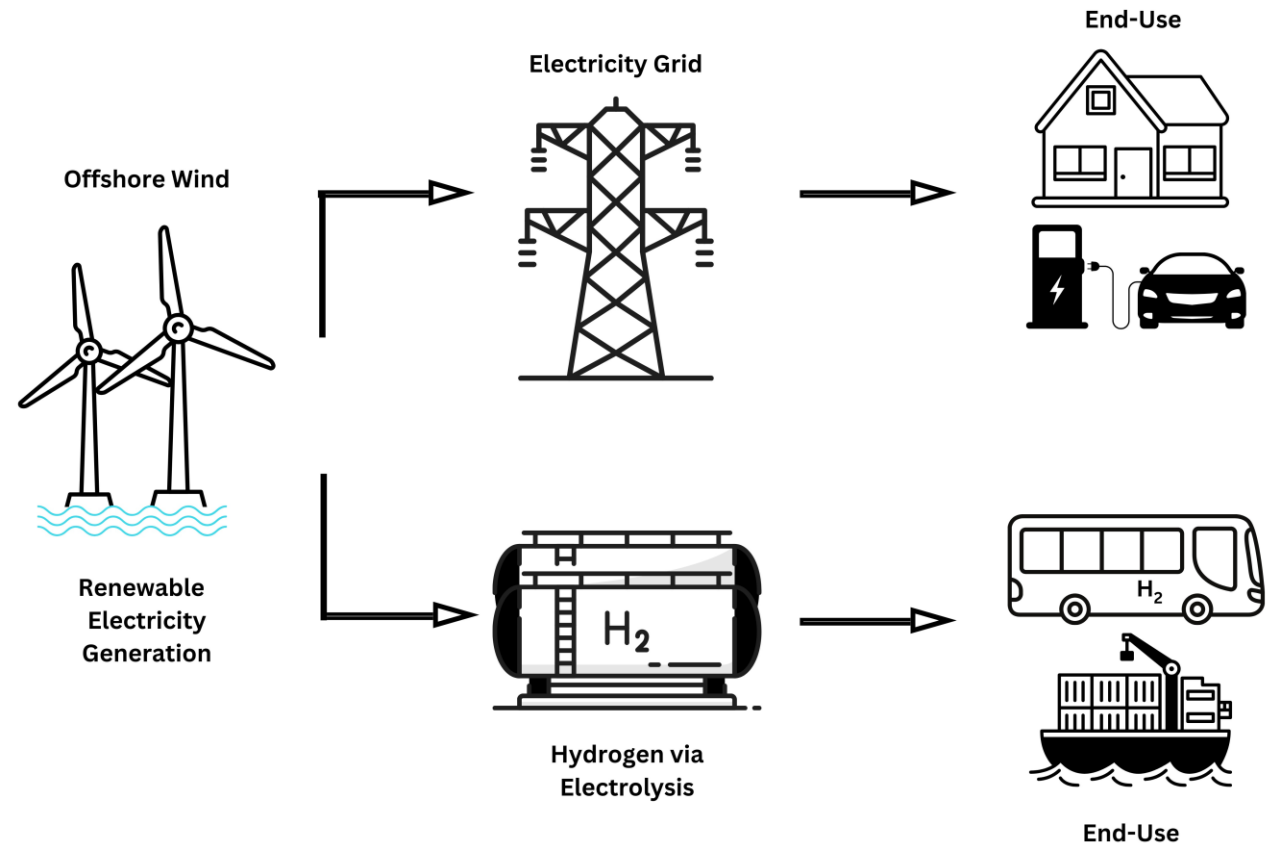 Offshore Wind
Renewable
Electricity
Generation
Electricity Grid
End-Use
H₂
Hydrogen via
Electrolysis
H₂
End-Use